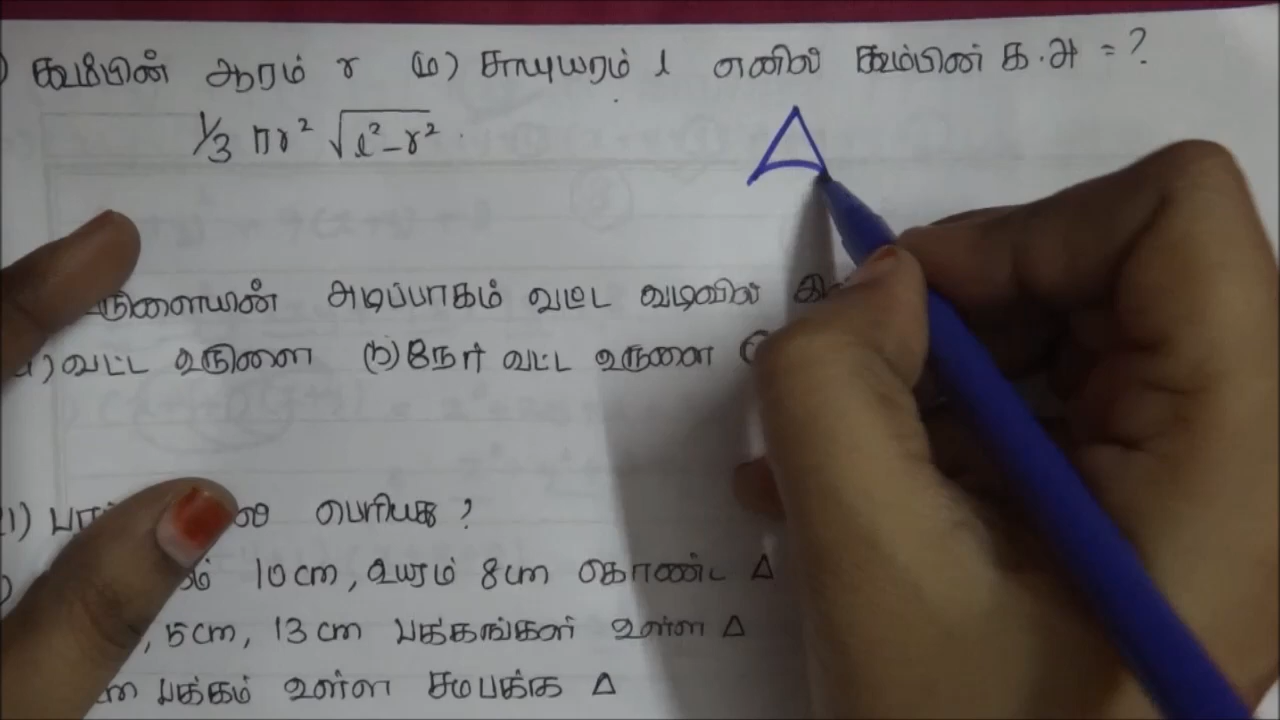 கூம்பின் ஆரம் r (ம) சாயுயரம் l எனில் கூம்பின் க.அ = ?
1/3 πr² √l²-r²
அடிப்பாகம் வட்ட வடிவில்
வட்ட உருளை (b) நேர் வட்ட உருளை
பெரியது ?
10 cm, உயரம் 8 cm கொண்ட Δ
, 5 cm, 13 cm பக்கங்கள் உள்ள Δ
பக்கம் உள்ள சமபக்க Δ